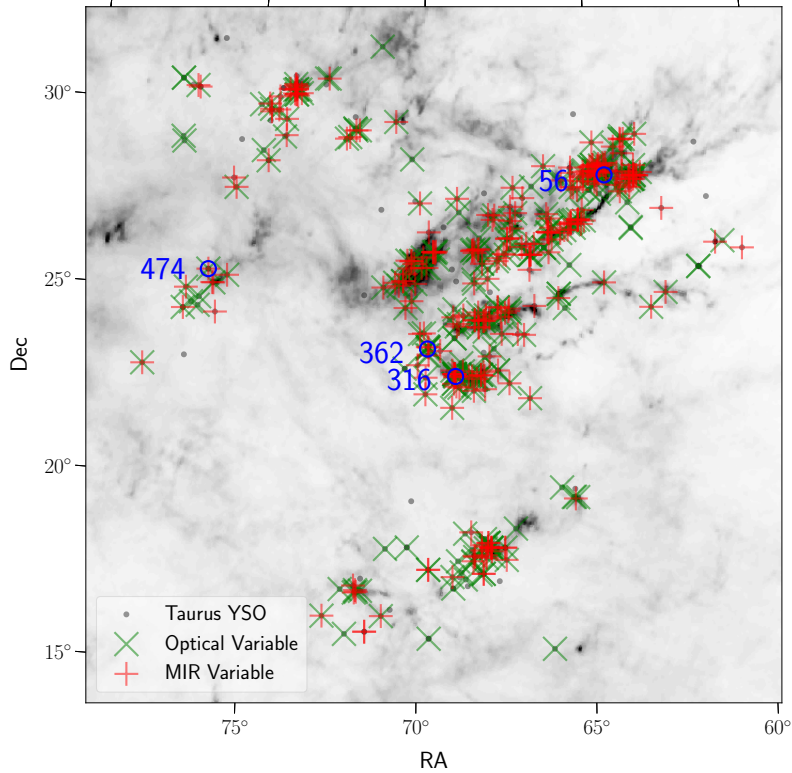 30°
56
474
25°
362
316
Dec
20°
15°
Taurus YSO
Optical Variable
MIR Variable
75°
70°
65°
60°
RA